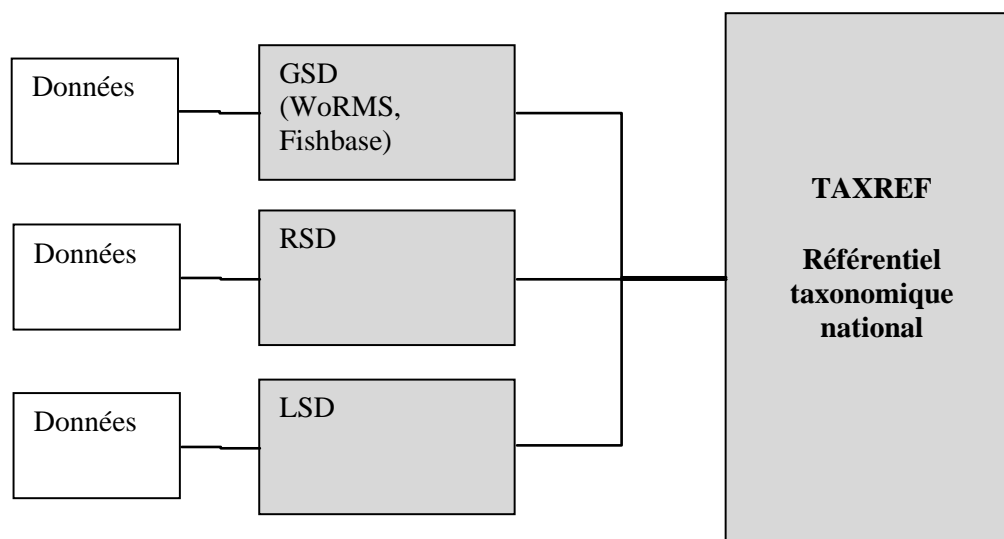 Données
GSD
(WoRMS,
Fishbase)
Données
RSD
Données
LSD
TAXREF
Référentiel
taxonomique
national